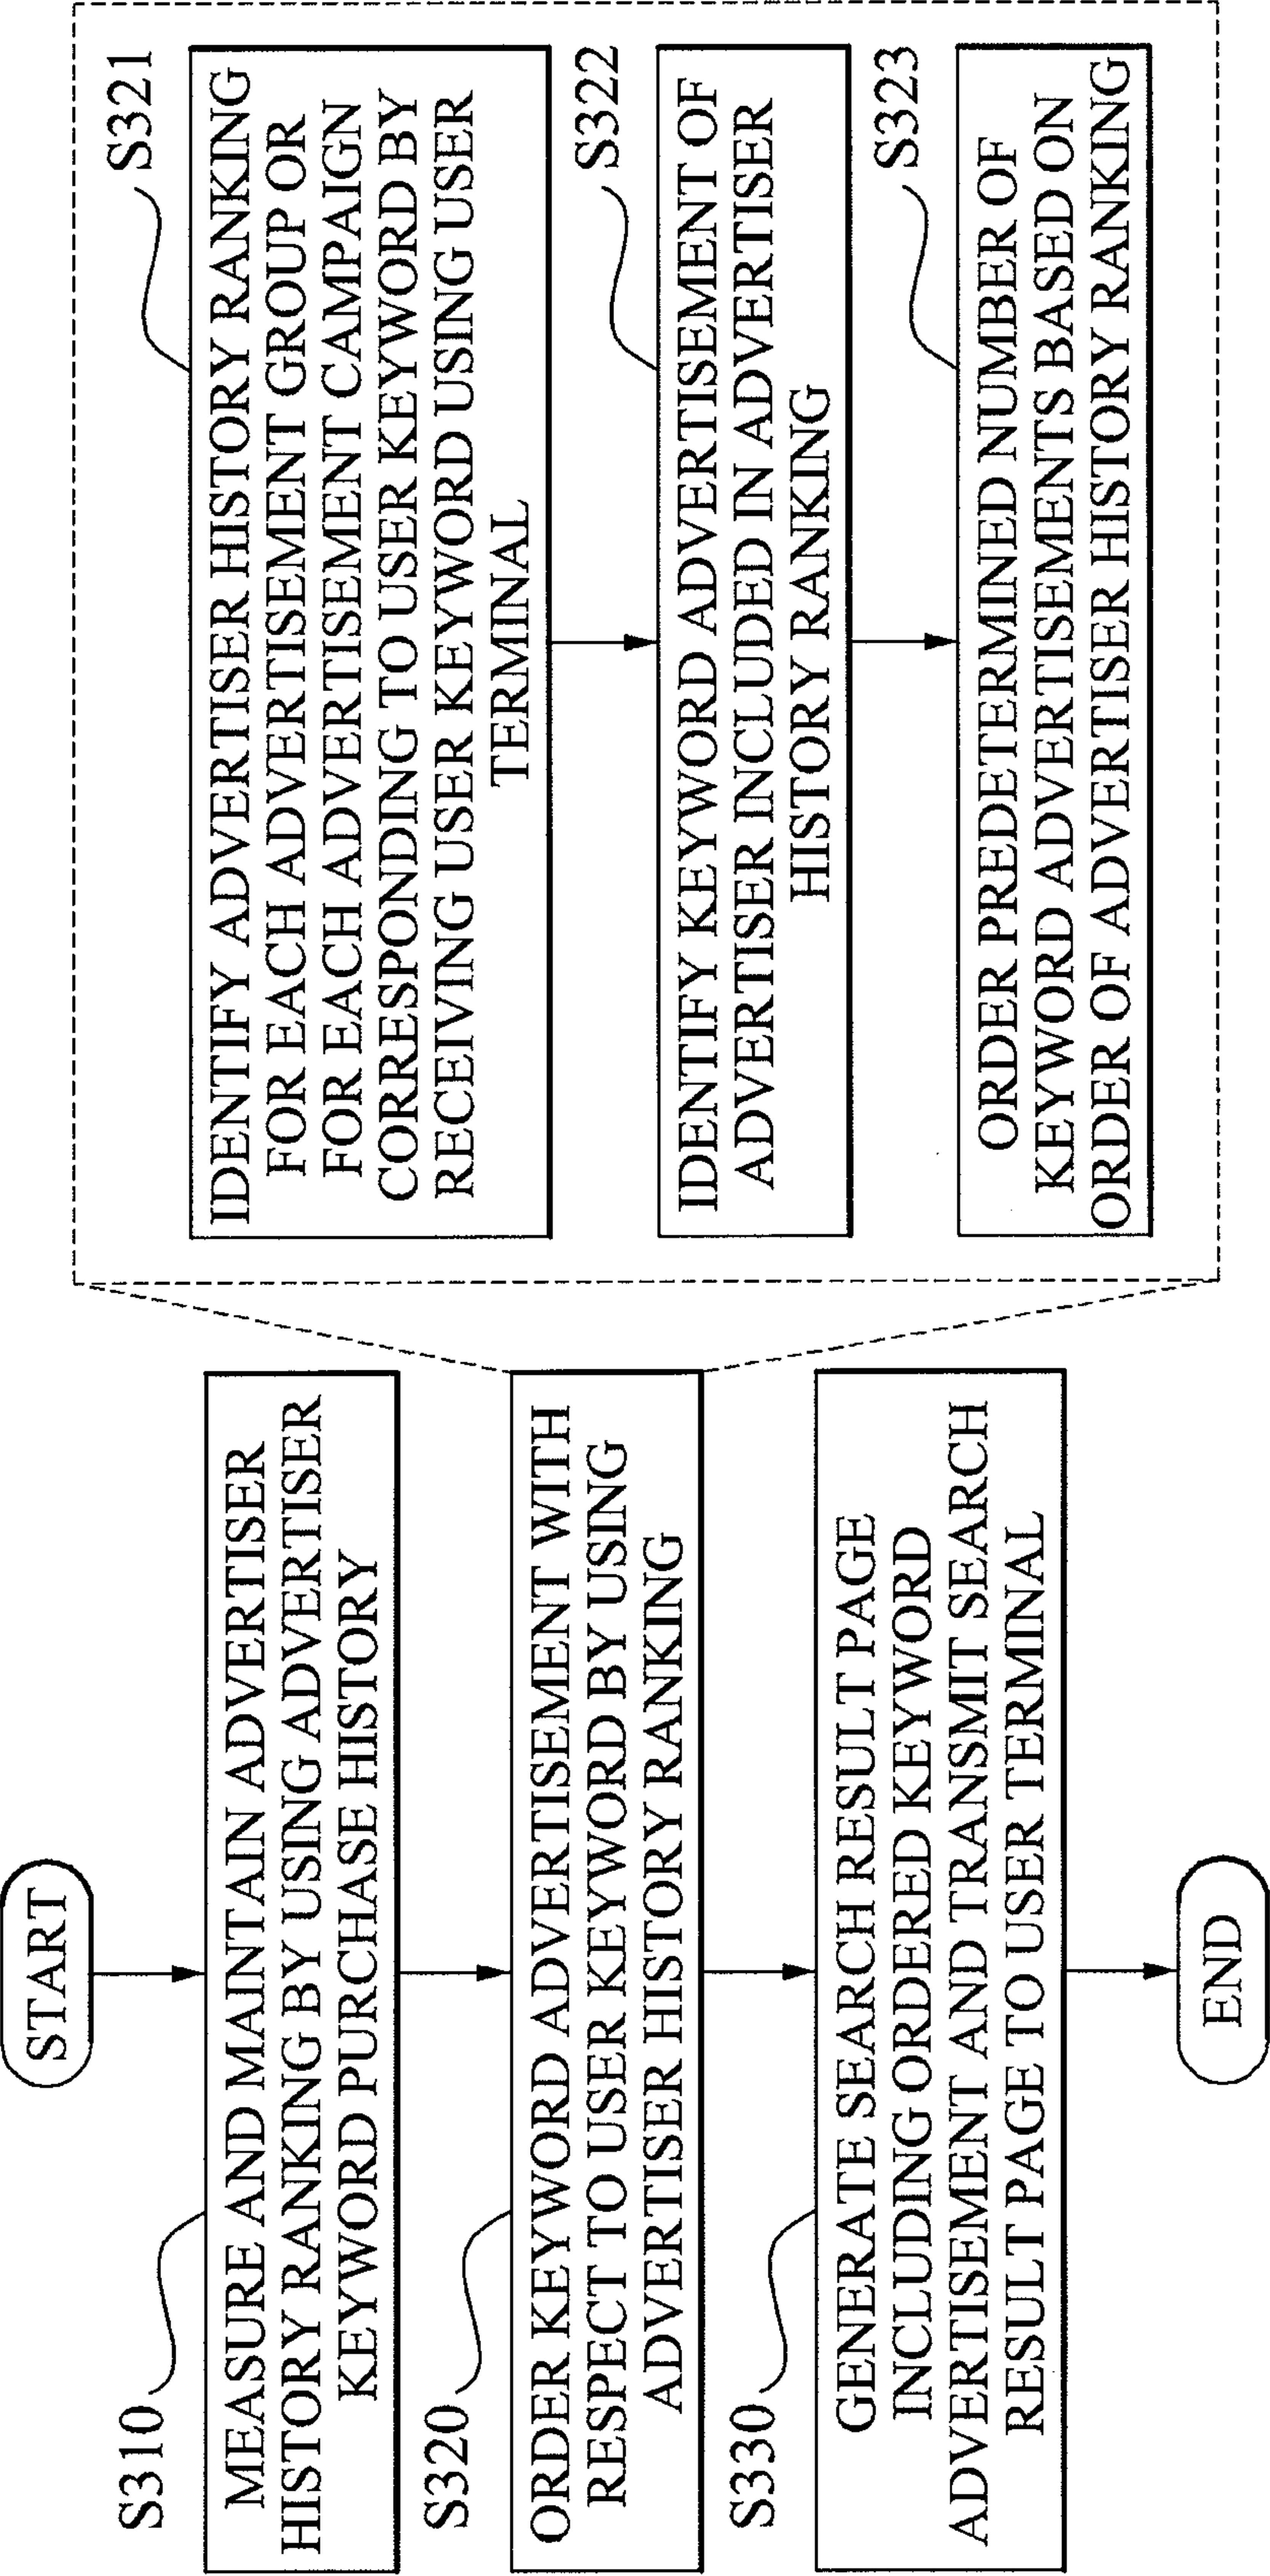 START
S310
MEASURE AND MAINTAIN ADVERTISER
HISTORY RANKING BY USING ADVERTISER
KEYWORD PURCHASE HISTORY
S320
ORDER KEYWORD ADVERTISEMENT WITH
RESPECT TO USER KEYWORD BY USING
ADVERTISER HISTORY RANKING
S330
GENERATE SEARCH RESULT PAGE
INCLUDING ORDERED KEYWORD
ADVERTISEMENT AND TRANSMIT SEARCH
RESULT PAGE TO USER TERMINAL
END
S321
IDENTIFY ADVERTISER HISTORY RANKING
FOR EACH ADVERTISEMENT GROUP OR
FOR EACH ADVERTISEMENT CAMPAIGN
CORRESPONDING TO USER KEYWORD BY
RECEIVING USER KEYWORD USING USER
TERMINAL
S322
IDENTIFY KEYWORD ADVERTISEMENT OF
ADVERTISER INCLUDED IN ADVERTISER
HISTORY RANKING
S323
ORDER PREDETERMINED NUMBER OF
KEYWORD ADVERTISEMENTS BASED ON
ORDER OF ADVERTISER HISTORY RANKING